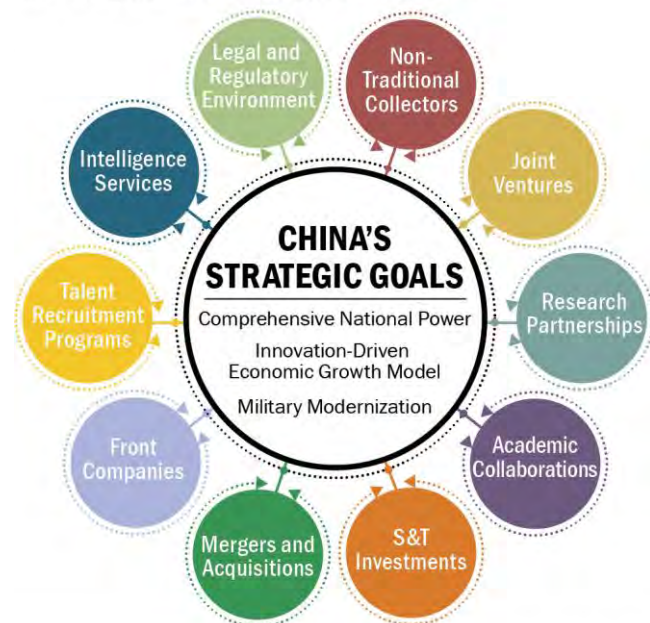 CHINA'S
STRATEGIC GOALS
Comprehensive National Power
Innovation-Driven
Economic Growth Model
Military Modernization
Legal and
Regulatory
Environment
Non-
Traditional
Collectors
Joint
Ventures
Research
Partnerships
Academic
Collaborations
S&T
Investments
Mergers and
Acquisitions
Front
Companies
Talent
Recruitment
Programs
Intelligence
Services